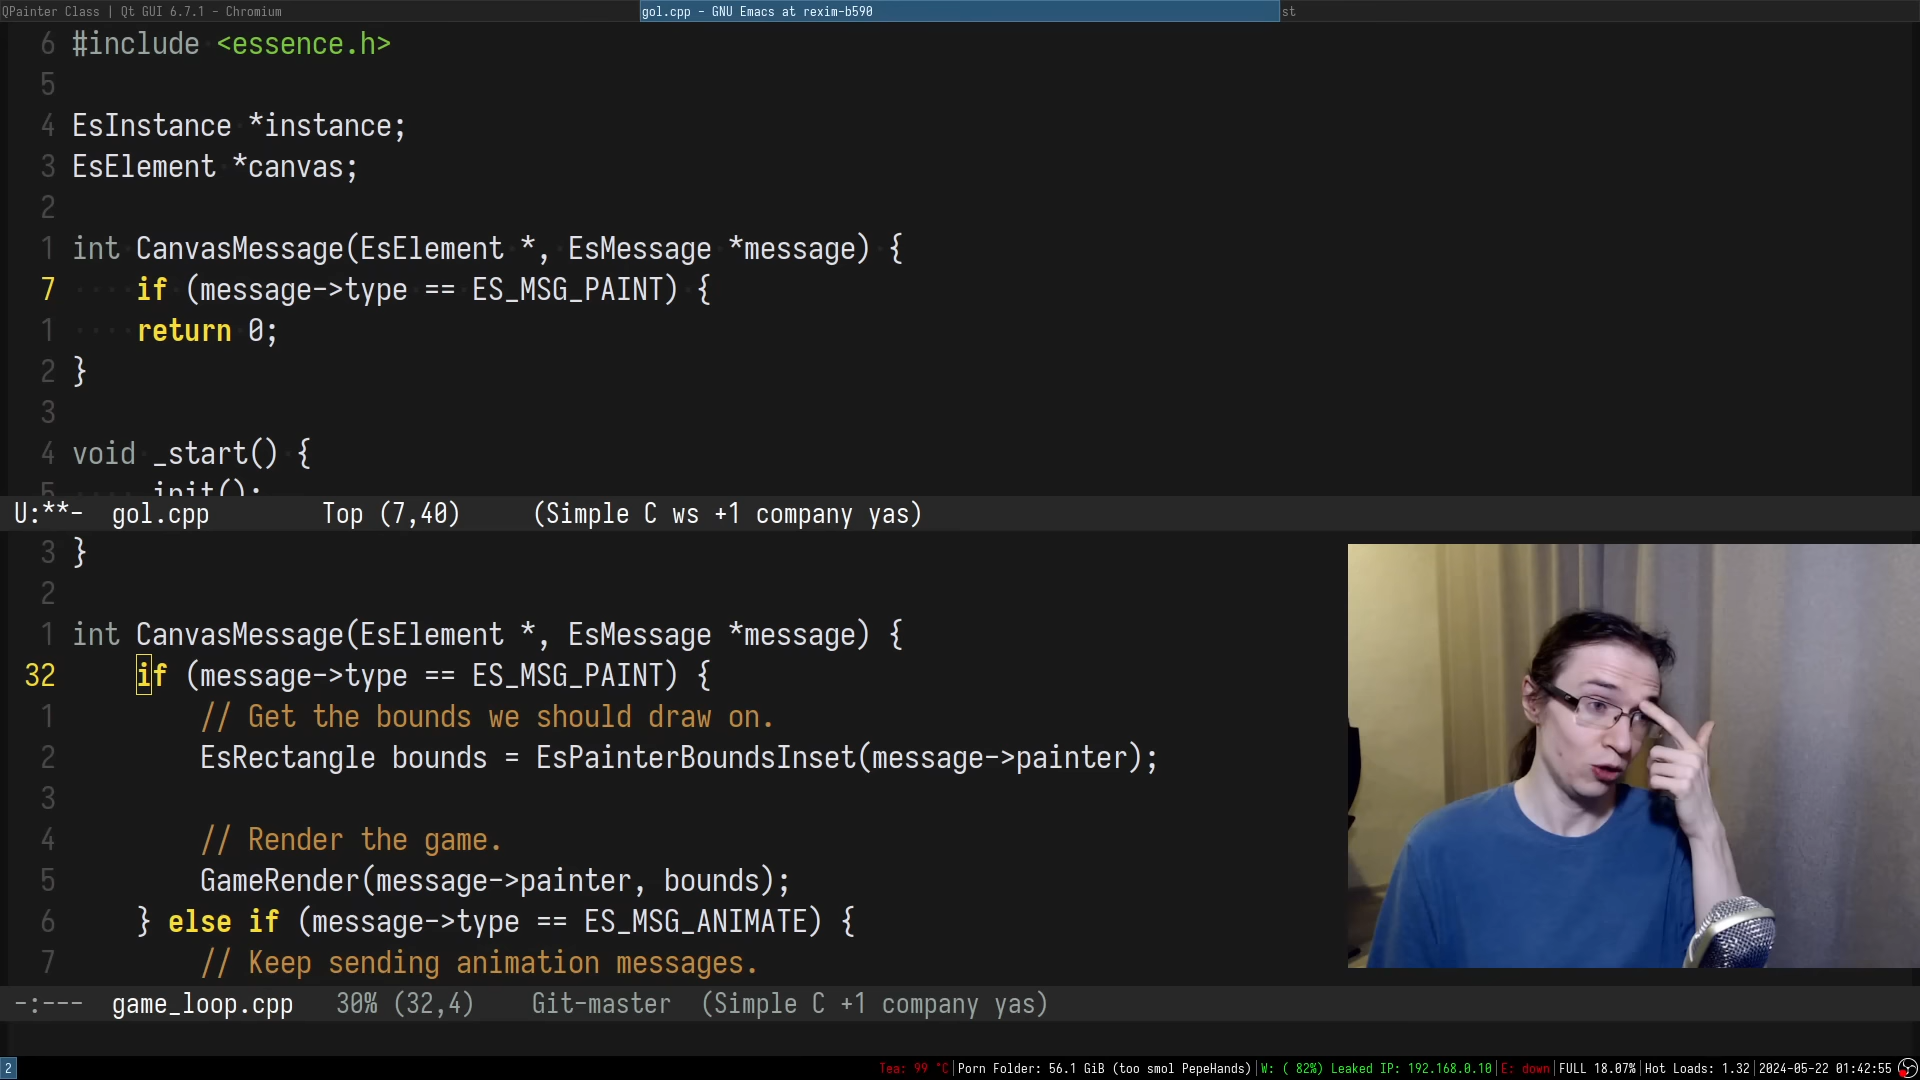 QPainter Class | Qt GUI 6.7.1 - Chromium
gol.cpp - GNU Emacs at rexim-b590
st
6 #include <essence.h>
5
4 EsInstance *instance;
3 EsElement *canvas;
2
1 int CanvasMessage(EsElement *, EsMessage *message) {
7 if (message->type == ES_MSG_PAINT) {
1 return 0;
2 }
3
4 void _start() {
5 _init();
U:**- gol.cpp Top (7,40) (Simple C ws +1 company yas)
3 }
2
1 int CanvasMessage(EsElement *, EsMessage *message) {
32 if (message->type == ES_MSG_PAINT) {
1 // Get the bounds we should draw on.
2 EsRectangle bounds = EsPainterBoundsInset(message->painter);
3
4 // Render the game.
5 GameRender(message->painter, bounds);
6 } else if (message->type == ES_MSG_ANIMATE) {
7 // Keep sending animation messages.
-:--- game_loop.cpp 30% (32,4) Git-master (Simple C +1 company yas)
2 Tea: 99 °C|Porn Folder: 56.1 GiB (too smol PepeHands)|W: ( 82%) Leaked IP: 192.168.0.10|E: down|FULL 18.07%|Hot Loads: 1.32|2024-05-22 01:42:55